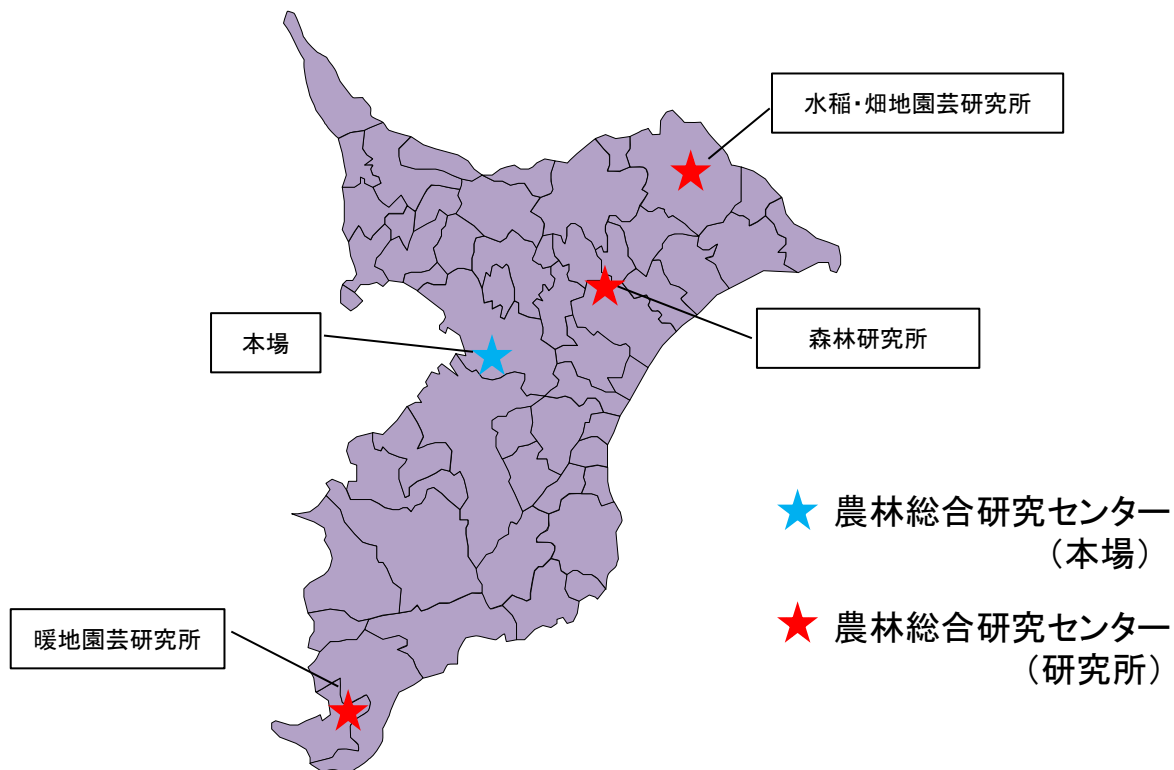 水稲・畑地園芸研究所
本場
森林研究所
農林総合研究センター
（本場）
暖地園芸研究所
農林総合研究センター
（研究所）